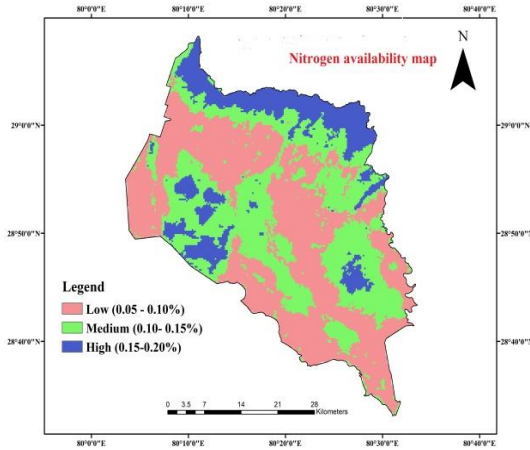 80°0'0"E 80°10'0"E 80°20'0"E 80°30'0"E 80°40'0"E
Nitrogen availability map
N
29°0'0"N 29°0'0"N
28°50'0"N 28°50'0"N
28°40'0"N 28°40'0"N
Legend
Low (0.05 - 0.10%)
Medium (0.10- 0.15%)
High (0.15-0.20%)
0 3.5 7 14 21 28
Kilometers
80°0'0"E 80°10'0"E 80°20'0"E 80°30'0"E 80°40'0"E